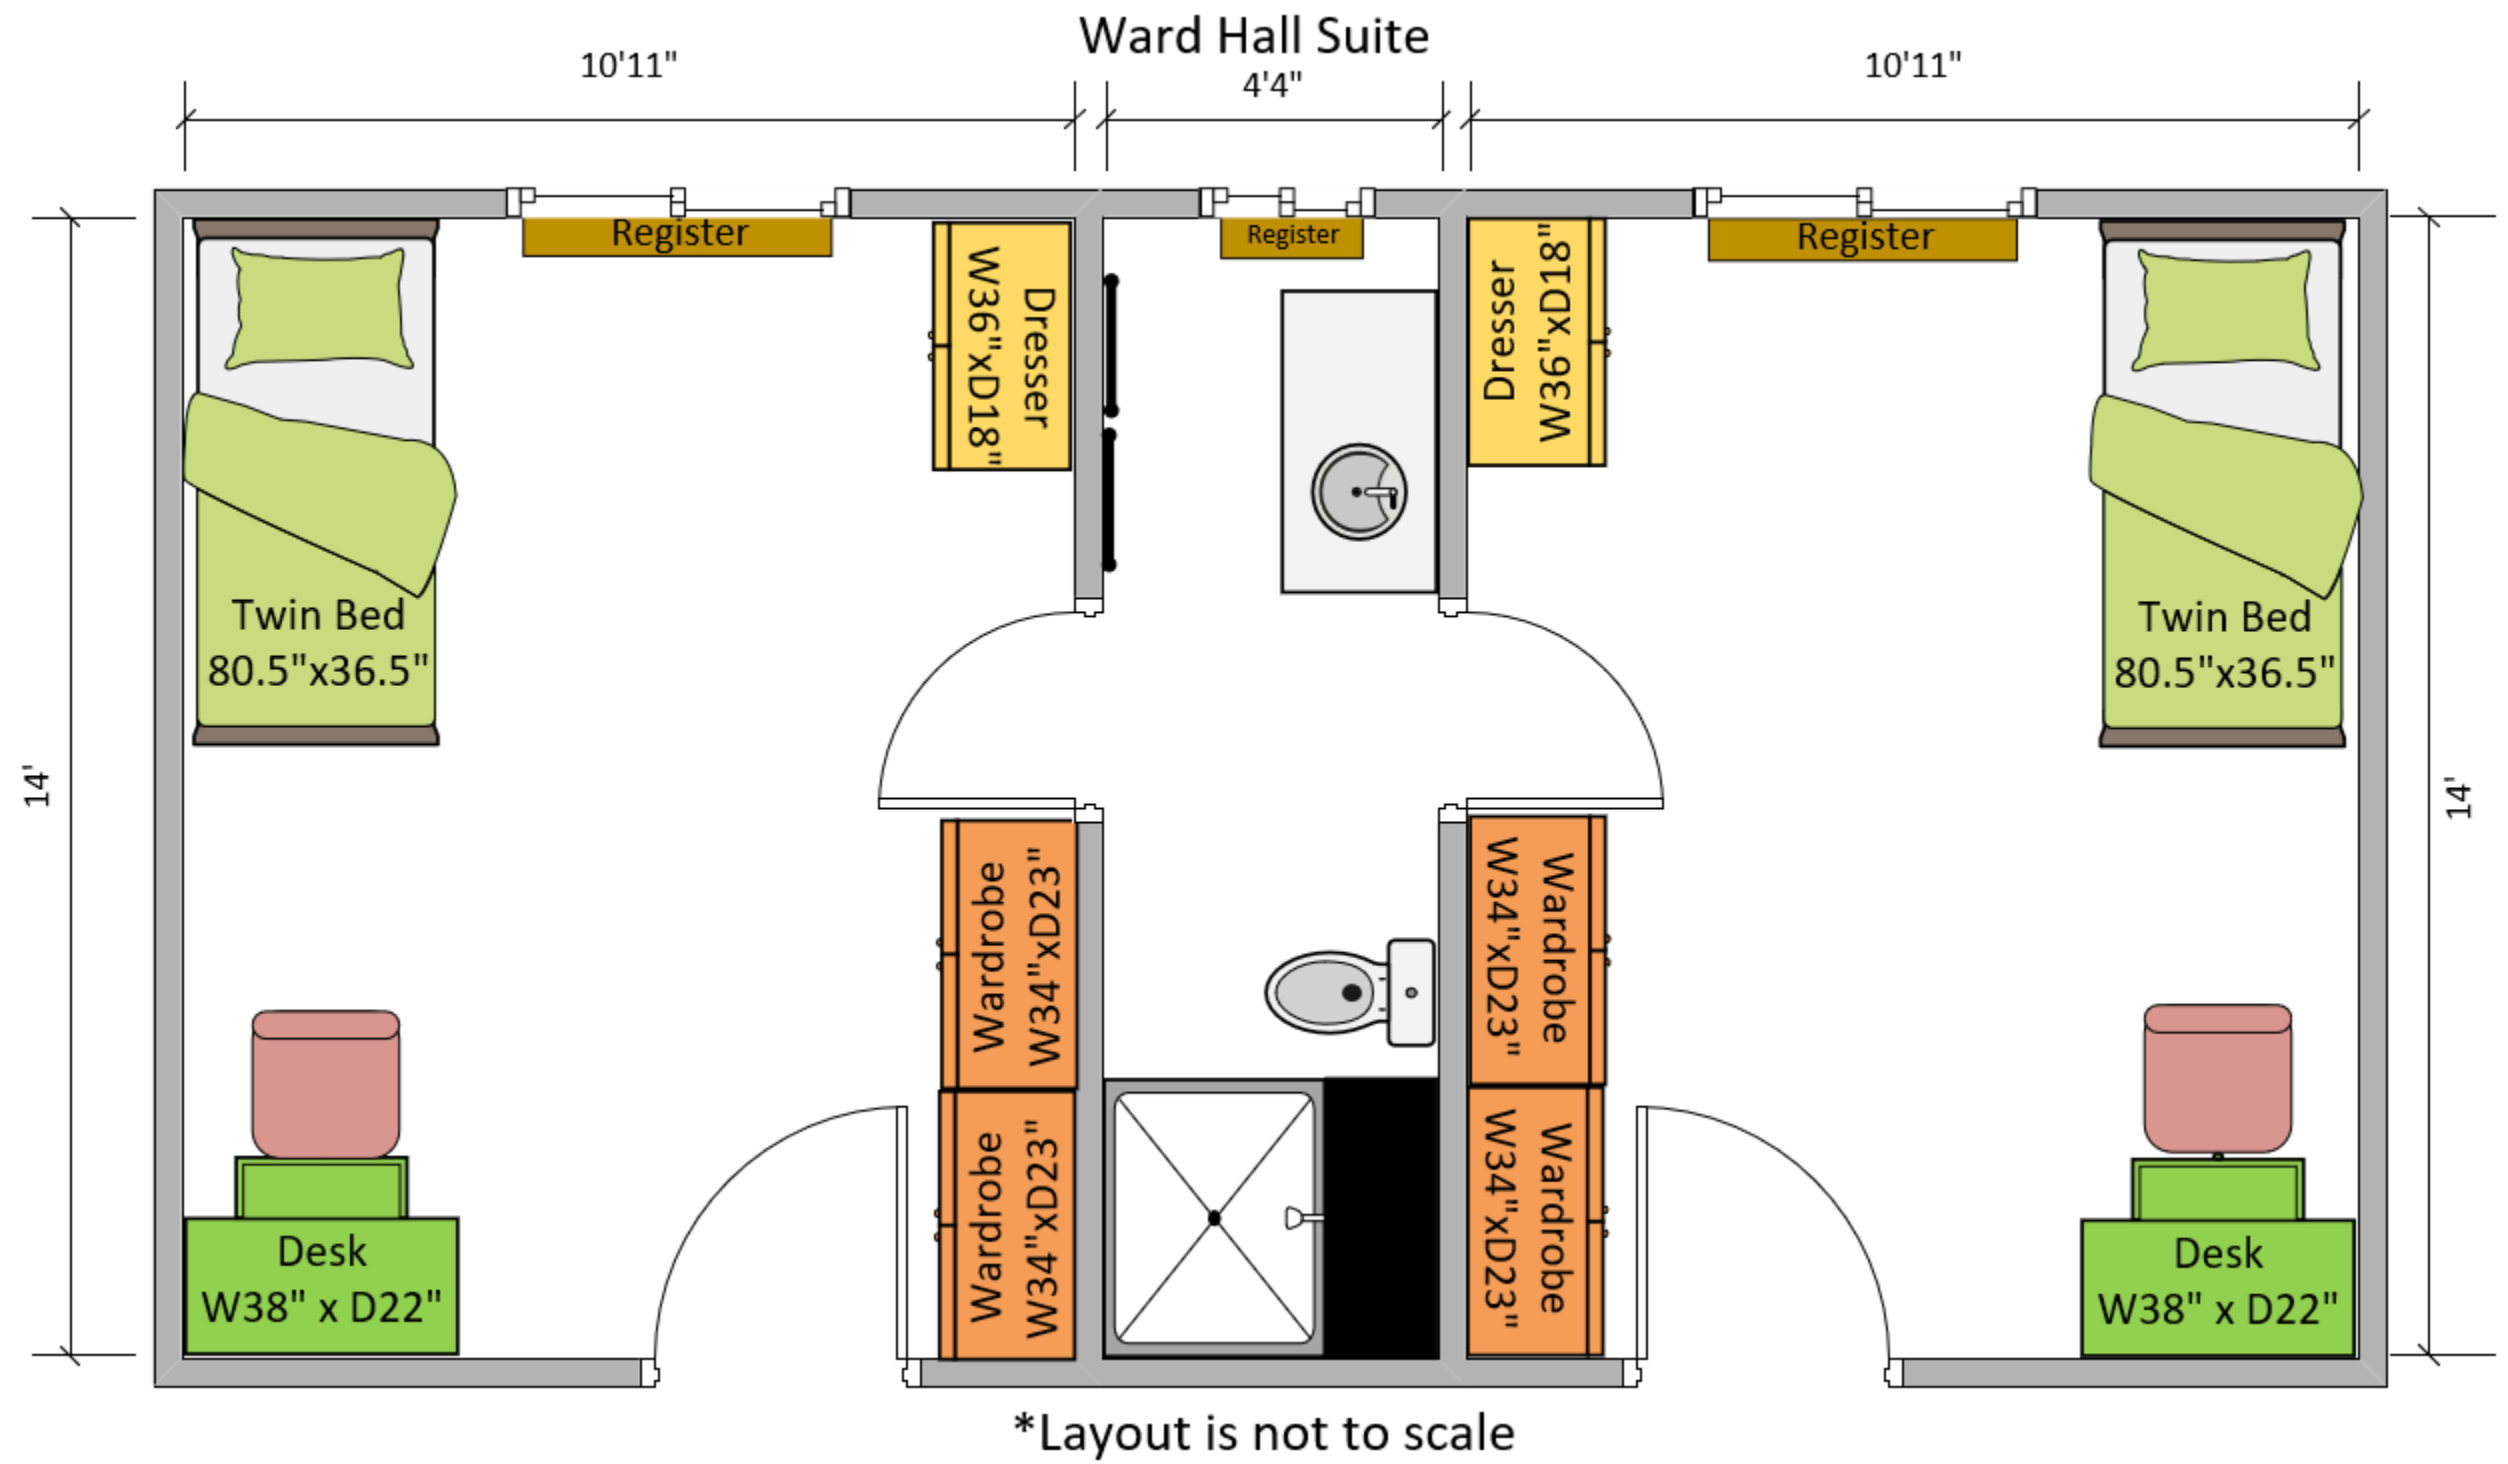 Ward Hall Suite
10'11"
4'4"
10'11"
Register
Register
Register
Dresser
W36"xD18"
Dresser
W36"xD18"
Twin Bed
80.5"x36.5"
Twin Bed
80.5"x36.5"
14'
14'
Wardrobe
W34"xD23"
Wardrobe
W34"xD23"
Wardrobe
W34"xD23"
Wardrobe
W34"xD23"
Desk
W38" x D22"
Desk
W38" x D22"
*Layout is not to scale